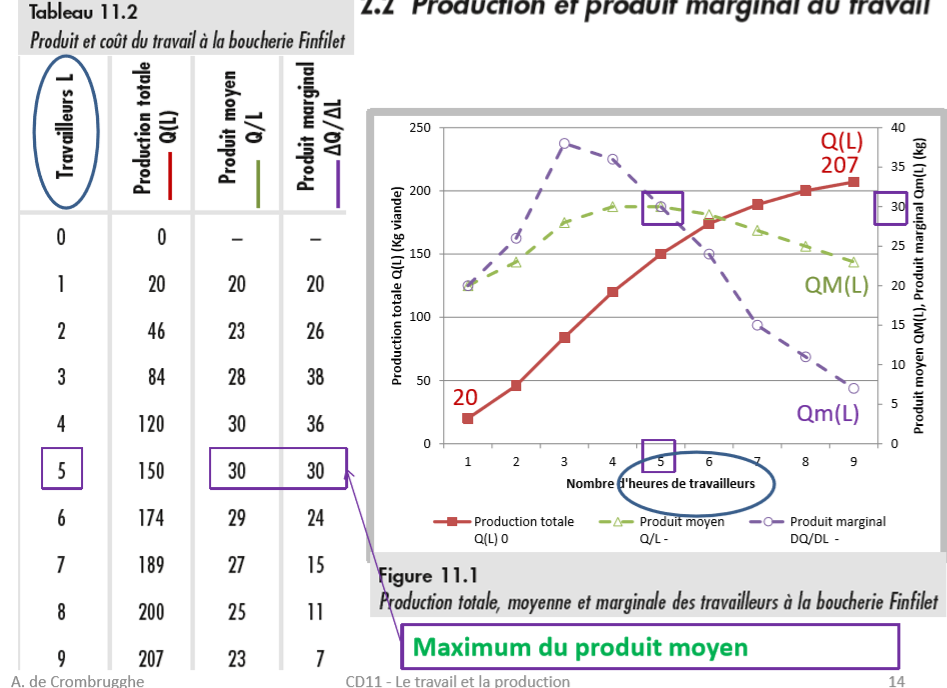 2.2 Production et produit marginal du travail
Tableau 11.2
Produit et coût du travail à la boucherie Finfilet
Travailleurs L
Production totale Q(L)
Produit moyen Q/L
Produit marginal ΔQ/ΔL
0 0 – –
1 20 20 20
2 46 23 26
3 84 28 38
4 120 30 36
5 150 30 30
6 174 29 24
7 189 27 15
8 200 25 11
9 207 23 7
Production totale Q(L) (Kg viande)
250
200
150
100
50
0
Q(L)
207
QM(L)
Qm(L)
20
40
35
30
25
20
15
10
5
0
Produit moyen QM(L), Produit marginal Qm(L) (kg)
1 2 3 4 5 6 7 8 9
Nombre d'heures de travailleurs
Production totale Q(L) 0
Produit moyen Q/L -
Produit marginal DQ/DL -
Figure 11.1
Production totale, moyenne et marginale des travailleurs à la boucherie Finfilet
Maximum du produit moyen
A. de Crombrugghe
CD11 - Le travail et la production
14